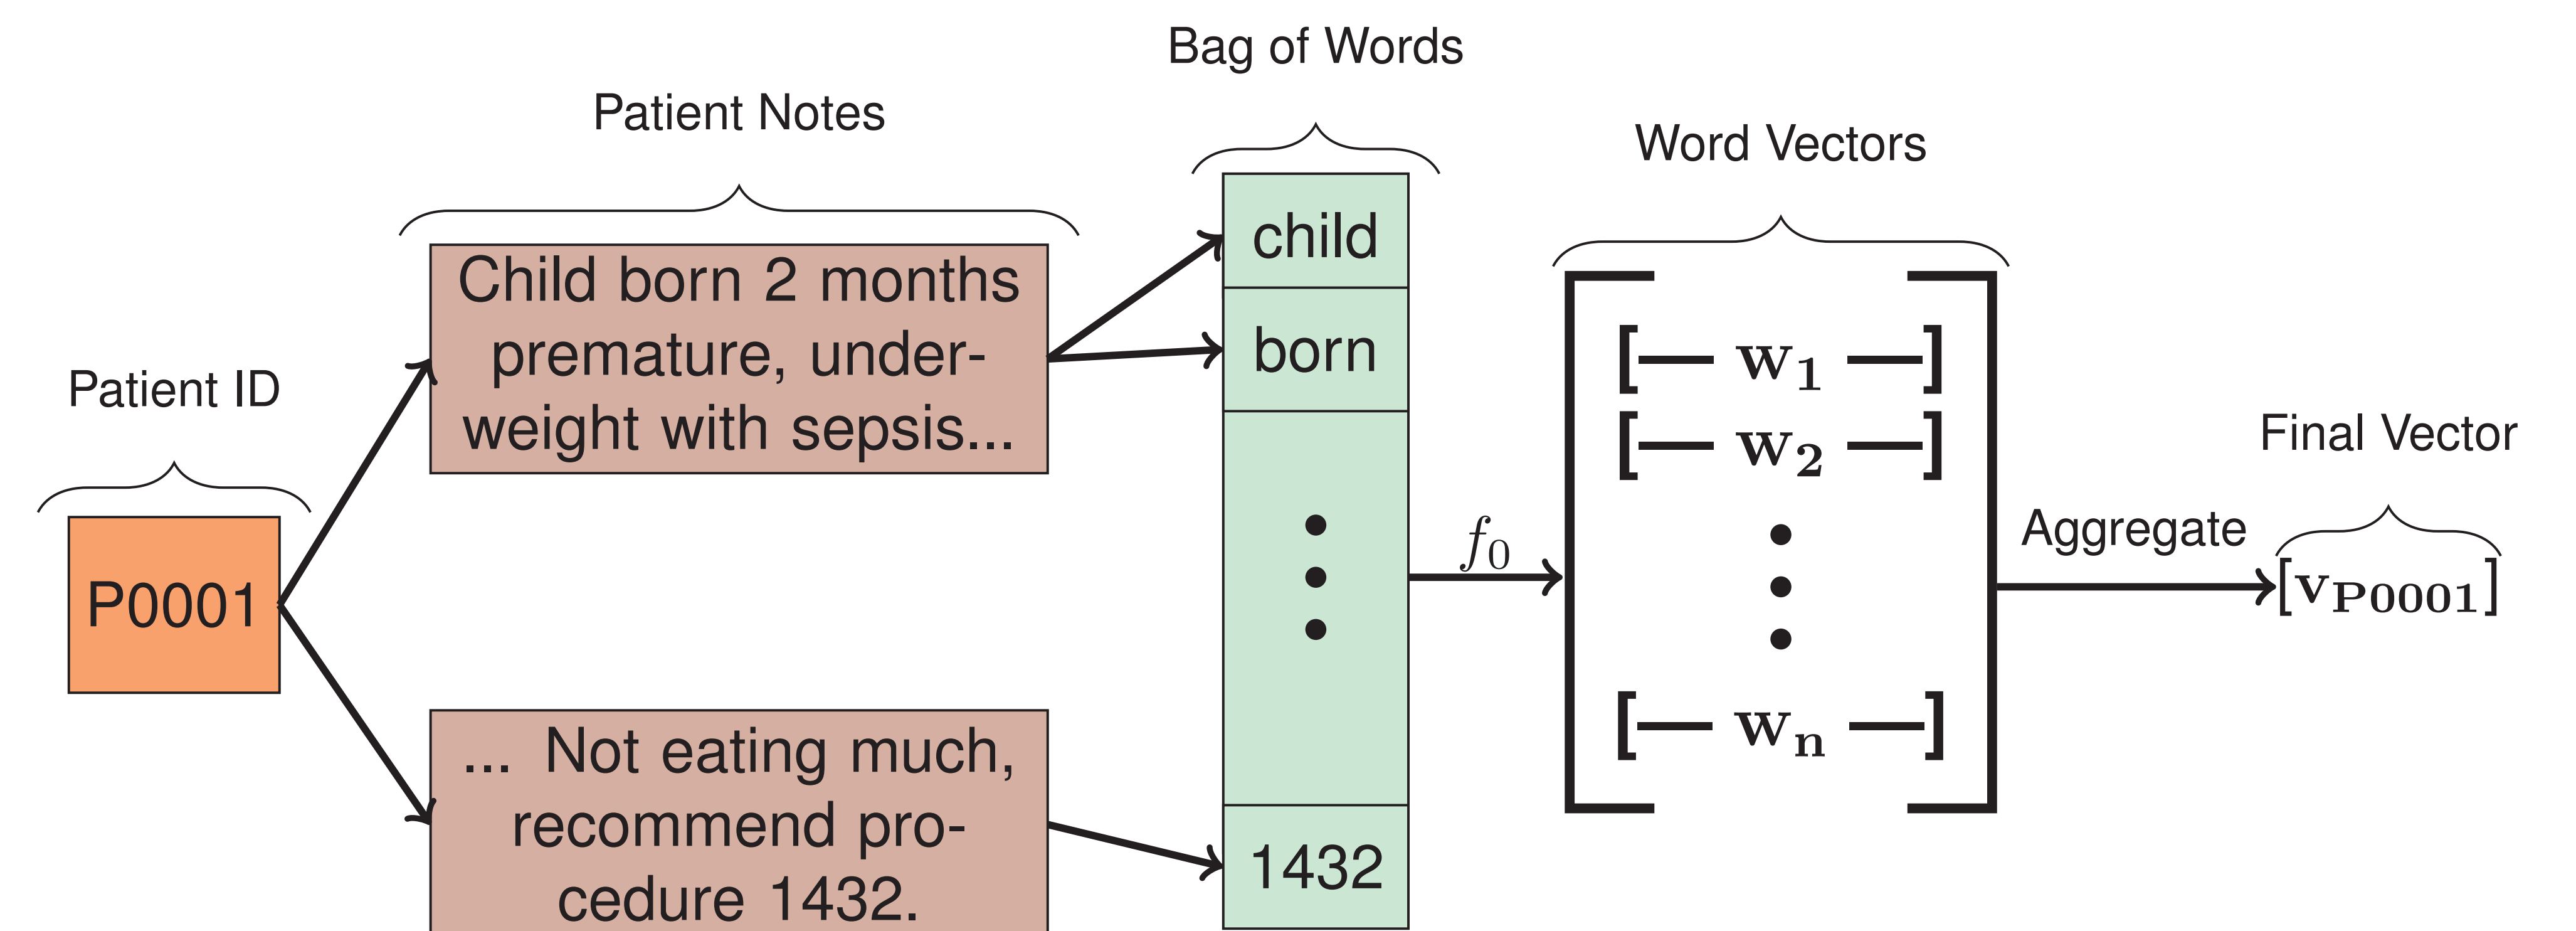 Patient ID
P0001
Patient Notes
Child born 2 months
premature, under-
weight with sepsis...
... Not eating much,
recommend pro-
cedure 1432.
Bag of Words
child
born
1432
f0
Word Vectors
[— w1 —]
[— w2 —]
[— wn —]
Aggregate
Final Vector
[vP0001]